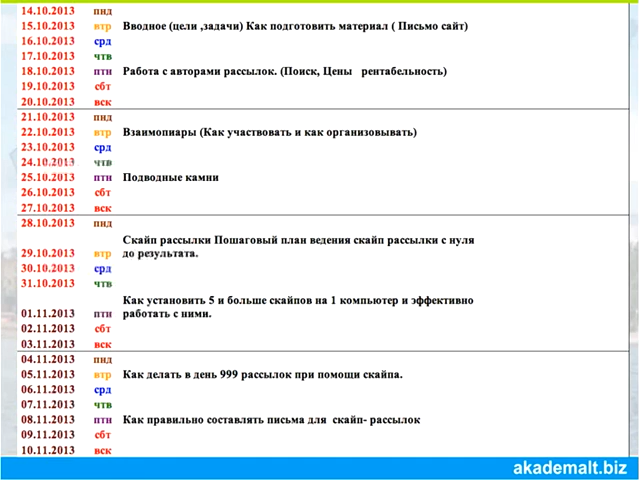 14.10.2013 пнд
15.10.2013 втр Вводное (цели ,задачи) Как подготовить материал ( Письмо сайт)
16.10.2013 срд
17.10.2013 чтв
18.10.2013 пти Работа с авторами рассылок. (Поиск, Цены рентабельность)
19.10.2013 сбт
20.10.2013 вск
21.10.2013 пнд
22.10.2013 втр Взаимопиары (Как участвовать и как организовывать)
23.10.2013 срд
24.10.2013 чтв
25.10.2013 пти Подводные камни
26.10.2013 сбт
27.10.2013 вск
28.10.2013 пнд
Скайп рассылки Пошаговый план ведения скайп рассылки с нуля
29.10.2013 втр до результата.
30.10.2013 срд
31.10.2013 чтв
Как установить 5 и больше скайпов на 1 компьютер и эффективно
01.11.2013 пти работать с ними.
02.11.2013 сбт
03.11.2013 вск
04.11.2013 пнд
05.11.2013 втр Как делать в день 999 рассылок при помощи скайпа.
06.11.2013 срд
07.11.2013 чтв
08.11.2013 пти Как правильно составлять письма для скайп- рассылок
09.11.2013 сбт
10.11.2013 вск
akademalt.biz